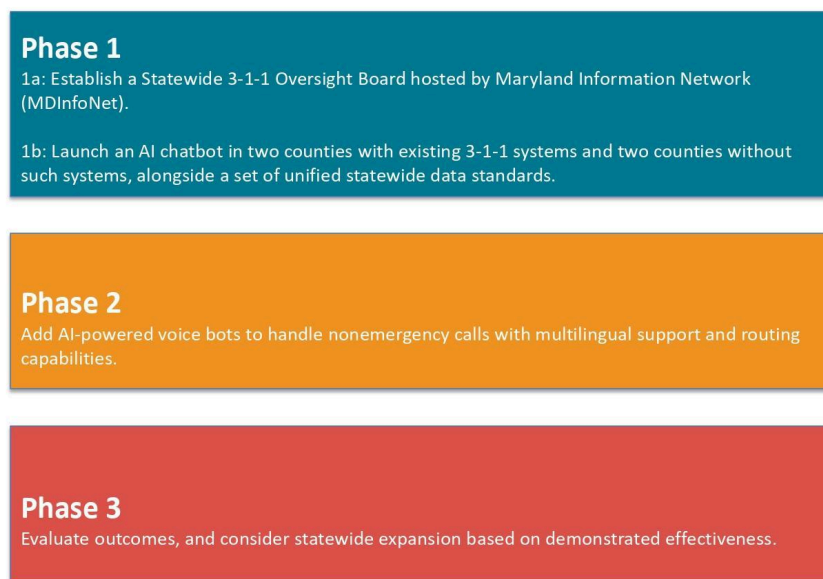 Phase 1
1a: Establish a Statewide 3-1-1 Oversight Board hosted by Maryland Information Network
(MDInfoNet).
1b: Launch an AI chatbot in two counties with existing 3-1-1 systems and two counties without
such systems, alongside a set of unified statewide data standards.
Phase 2
Add AI-powered voice bots to handle nonemergency calls with multilingual support and routing
capabilities.
Phase 3
Evaluate outcomes, and consider statewide expansion based on demonstrated effectiveness.